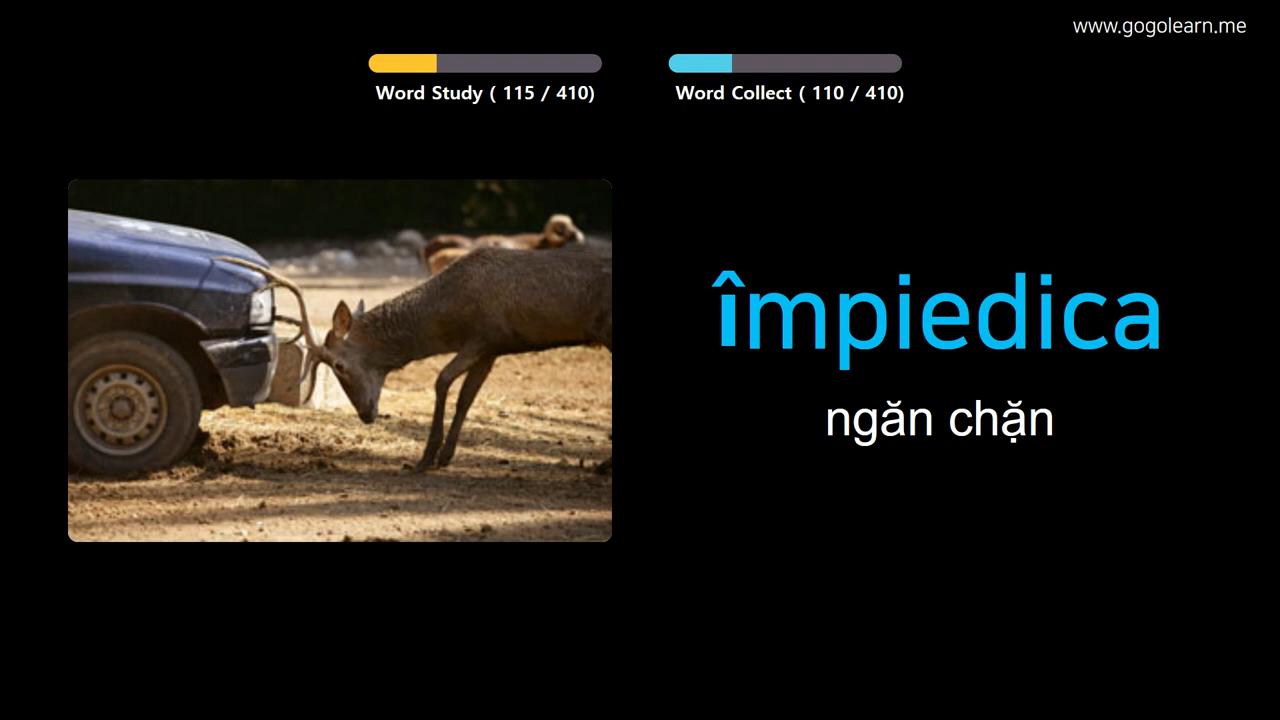 www.gogolearn.me
Word Study ( 115 / 410)
Word Collect ( 110 / 410)
împiedica
ngăn chặn